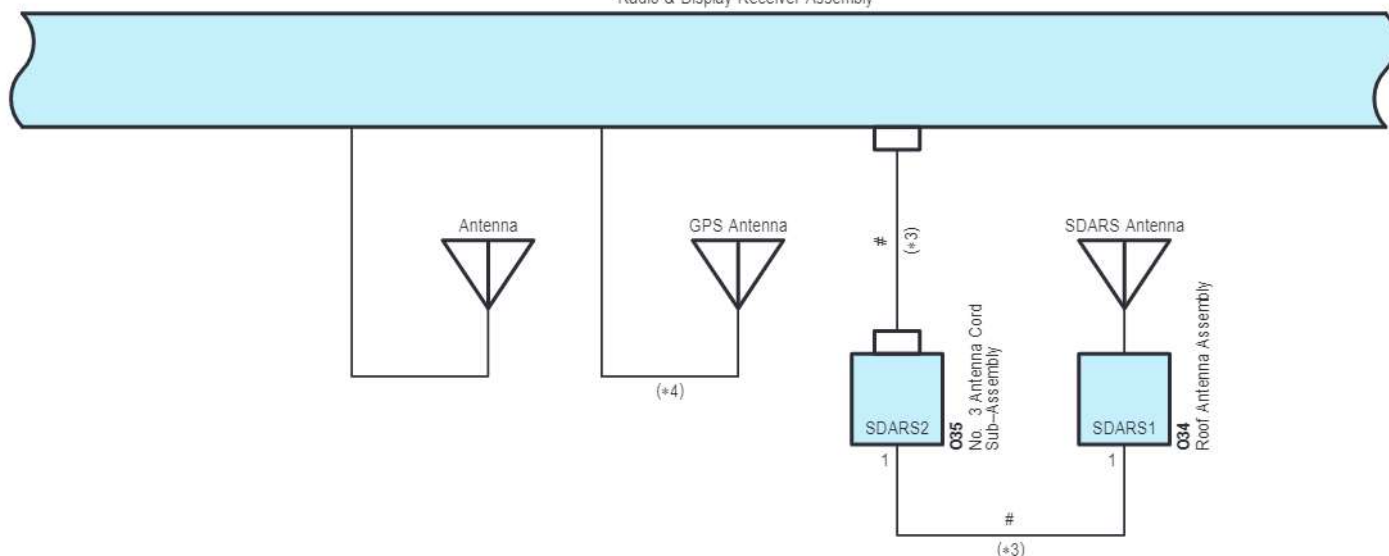 Radio & Display Receiver Assembly
Antenna
GPS Antenna
SDARS Antenna
#
(*3)
(*4)
SDARS2
1
O35
No. 3 Antenna Cord
Sub-Assembly
SDARS1
1
O34
Roof Antenna Assembly
#
(*3)